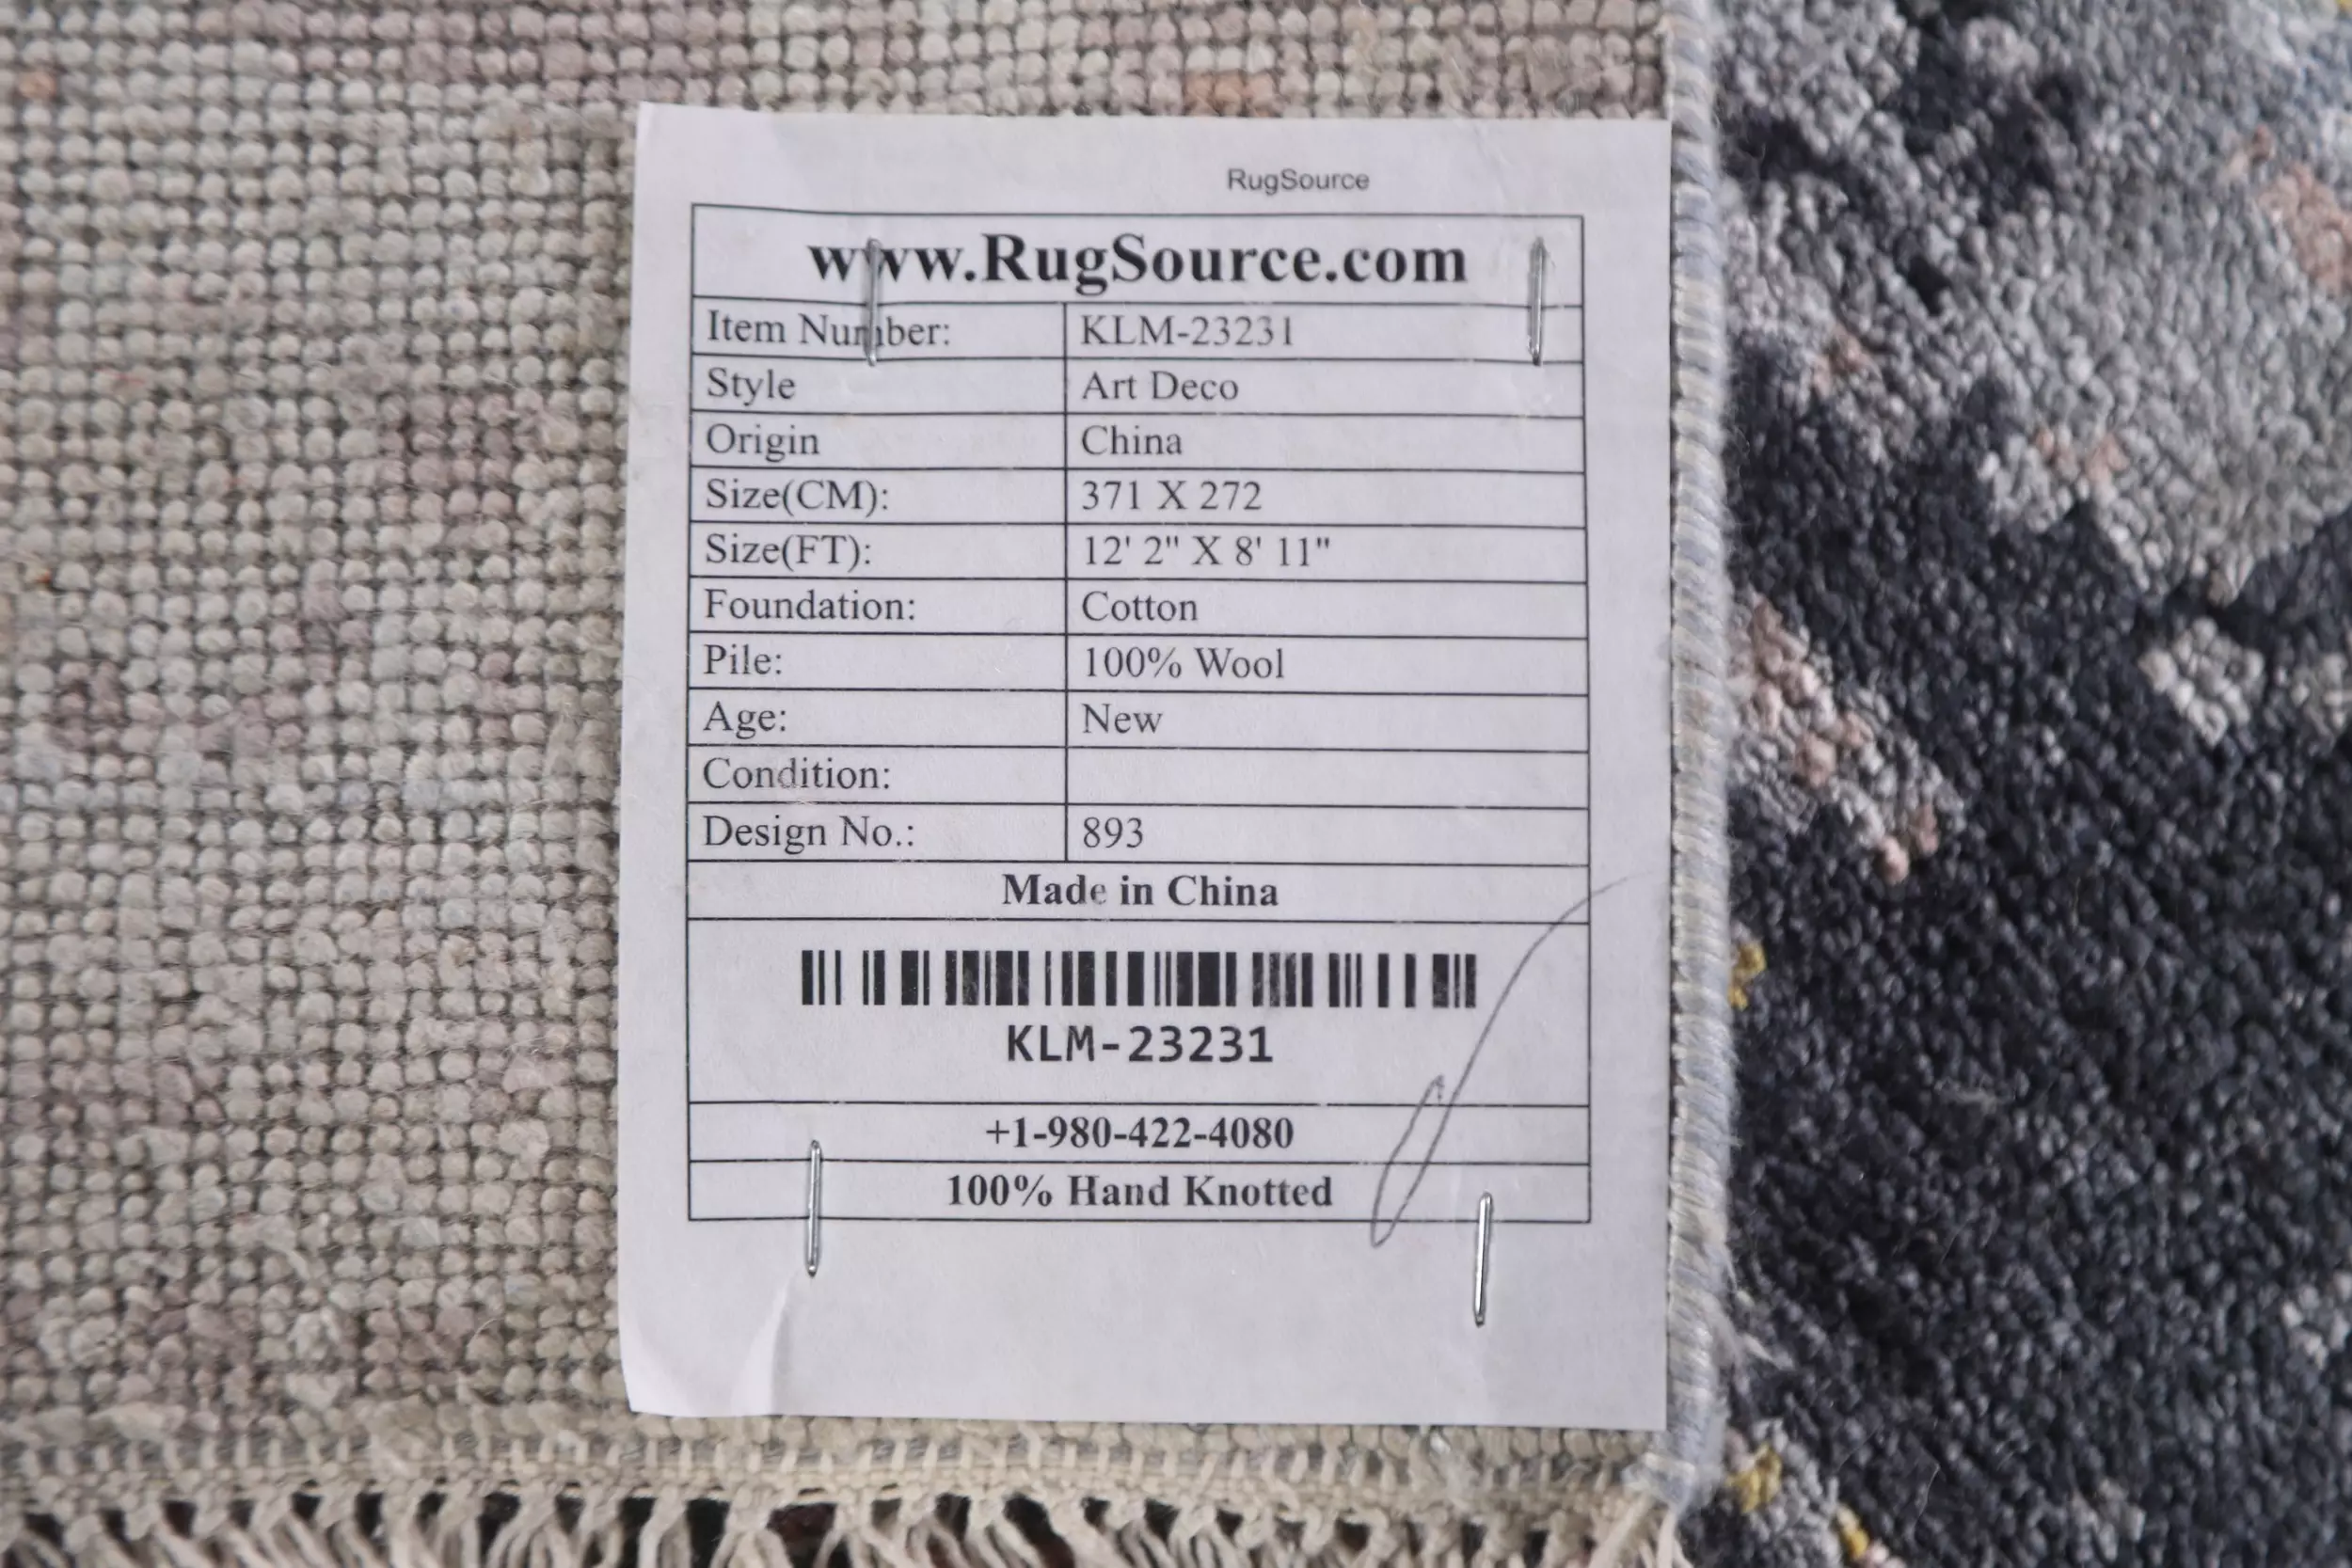 RugSource
www.RugSource.com
Item Number: KLM-23231
Style Art Deco
Origin China
Size(CM): 371 X 272
Size(FT): 12' 2" X 8' 11"
Foundation: Cotton
Pile: 100% Wool
Age: New
Condition:
Design No.: 893
Made in China
KLM-23231
+1-980-422-4080
100% Hand Knotted